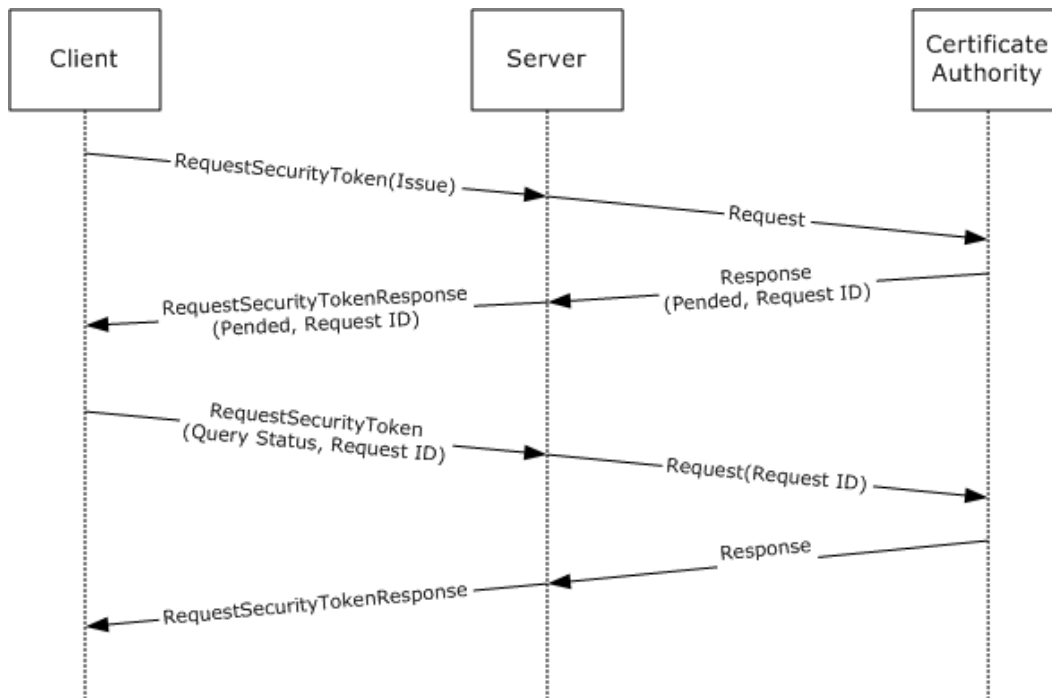 Client
Server
Certificate
Authority
RequestSecurityToken(Issue)
Request
Response
(Pended, Request ID)
RequestSecurityTokenResponse
(Pended, Request ID)
RequestSecurityToken
(Query Status, Request ID)
Request(Request ID)
Response
RequestSecurityTokenResponse